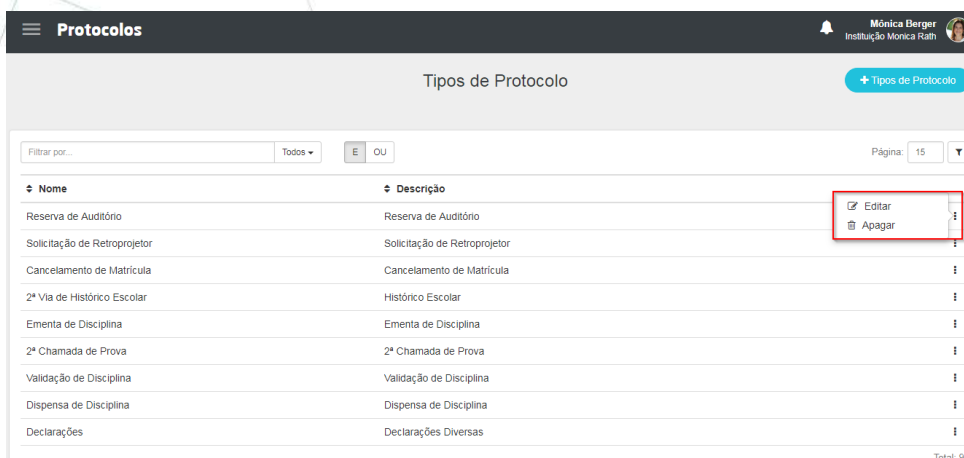 Protocolos
Mónica Berger
Instituição Monica Rath
Tipos de Protocolo
+ Tipos de Protocolo
Filtrar por... Todos E OU Página: 15
Nome Descrição
Editar
Apagar
Reserva de Auditório Reserva de Auditório
Solicitação de Retroprojetor Solicitação de Retroprojetor
Cancelamento de Matrícula Cancelamento de Matrícula
2ª Via de Histórico Escolar Histórico Escolar
Ementa de Disciplina Ementa de Disciplina
2ª Chamada de Prova 2ª Chamada de Prova
Validação de Disciplina Validação de Disciplina
Dispensa de Disciplina Dispensa de Disciplina
Declarações Declarações Diversas
Total: 9